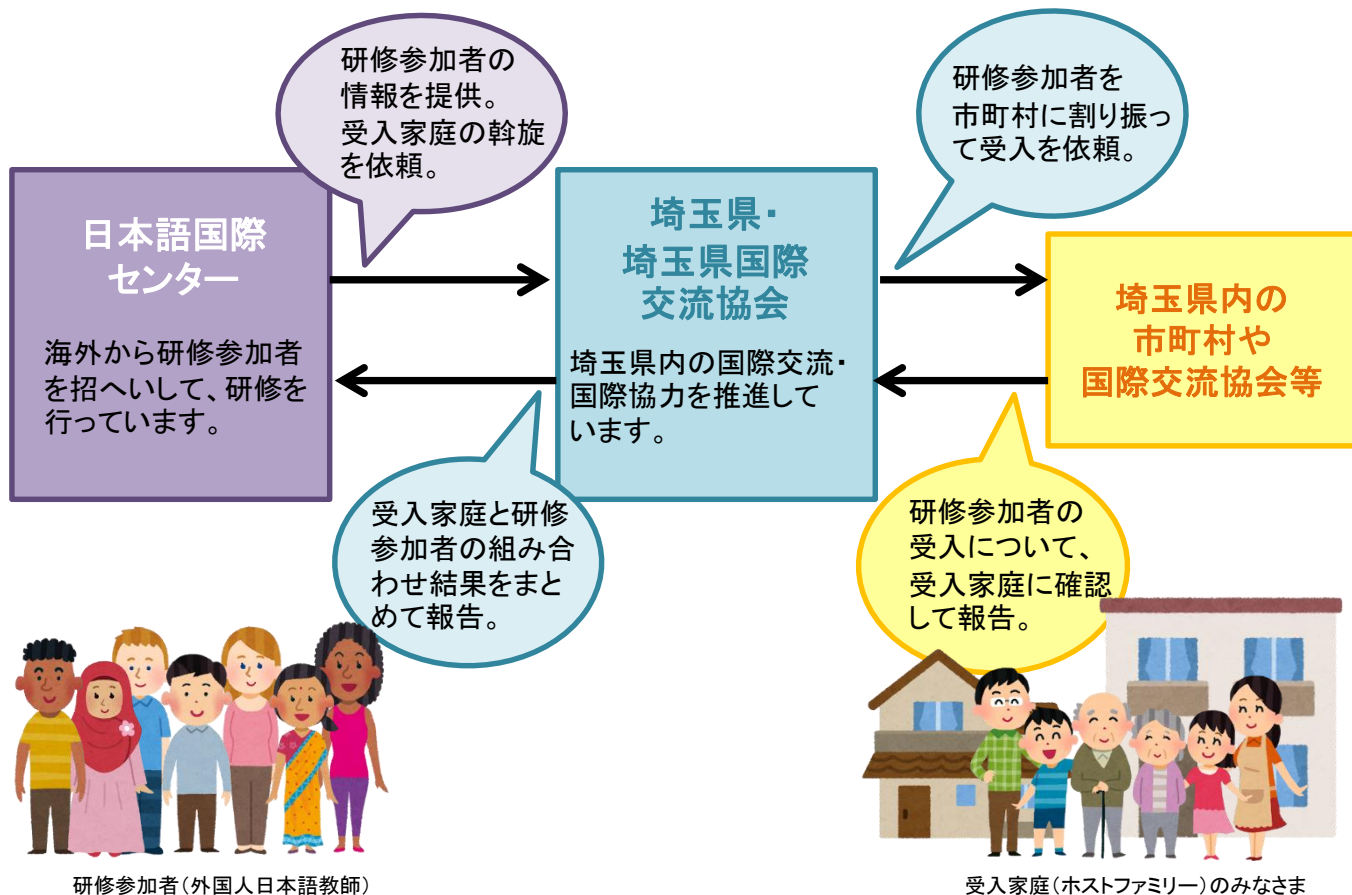 研修参加者の
情報を提供。
受入家庭の斡旋
を依頼。
研修参加者を
市町村に割り振っ
て受入を依頼。
日本語国際
センター
海外から研修参加者
を招へいして、研修を
行っています。
埼玉県・
埼玉県国際
交流協会
埼玉県内の国際交流・
国際協力を推進して
います。
埼玉県内の
市町村や
国際交流協会等
受入家庭と研修
参加者の組み合
わせ結果をまと
めて報告。
研修参加者の
受入について、
受入家庭に確認
して報告。
研修参加者（外国人日本語教師）
受入家庭（ホストファミリー）のみなさま